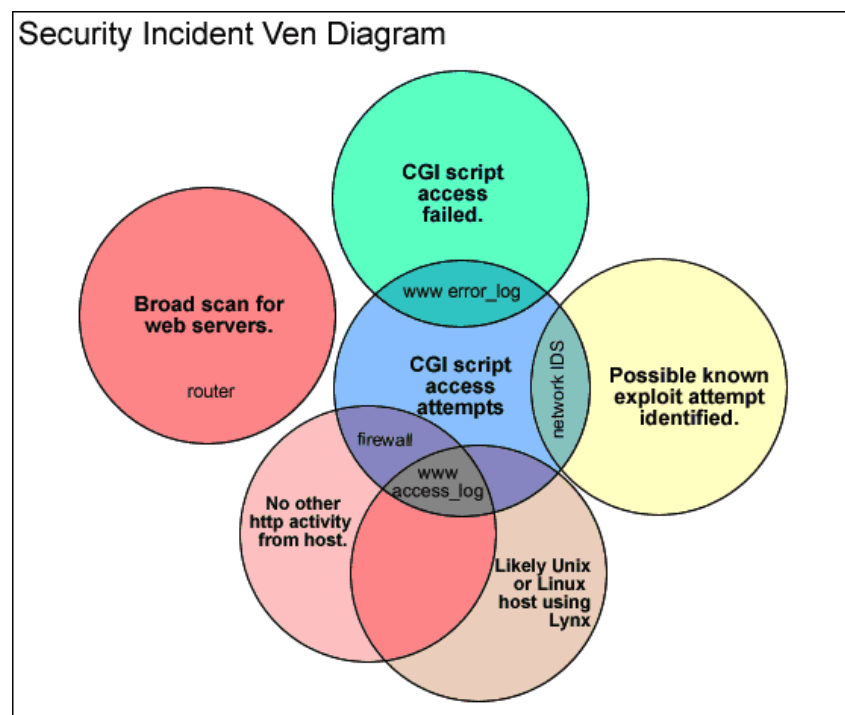 Security Incident Ven Diagram
CGI script
access
failed.
www error_log
Broad scan for
web servers.
router
CGI script
access
attempts
network IDS
Possible known
exploit attempt
identified.
firewall
www
access_log
No other
http activity
from host.
Likely Unix
or Linux
host using
Lynx